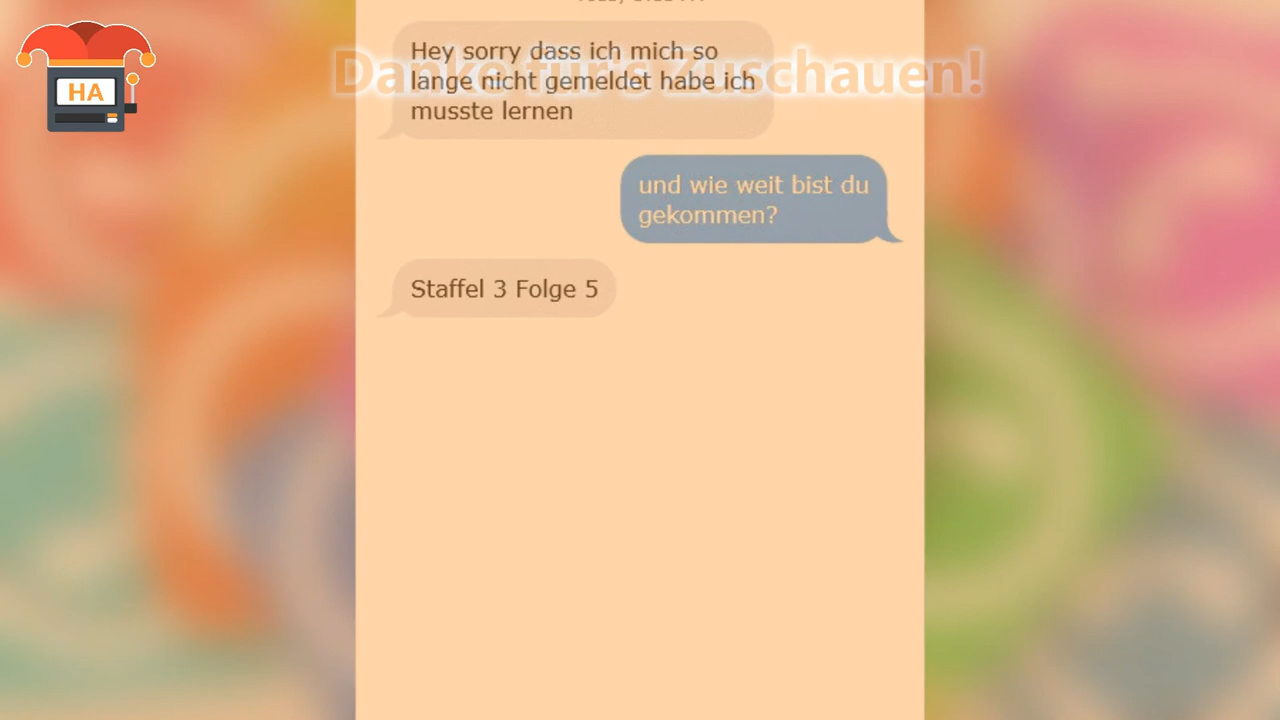 HA
Danke für's Zuschauen!
Hey sorry dass ich mich so
lange nicht gemeldet habe ich
musste lernen
und wie weit bist du
gekommen?
Staffel 3 Folge 5